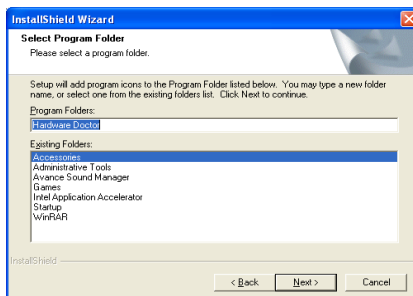 InstallShield Wizard
Select Program Folder
Please select a program folder.
Setup will add program icons to the Program Folder listed below. You may type a new folder
name, or select one from the existing folders list. Click Next to continue.
Program Folders:
Hardware Doctor
Existing Folders:
Accessories
Administrative Tools
Avance Sound Manager
Games
Intel Application Accelerator
Startup
WinRAR
InstallShield
< Back
Next >
Cancel